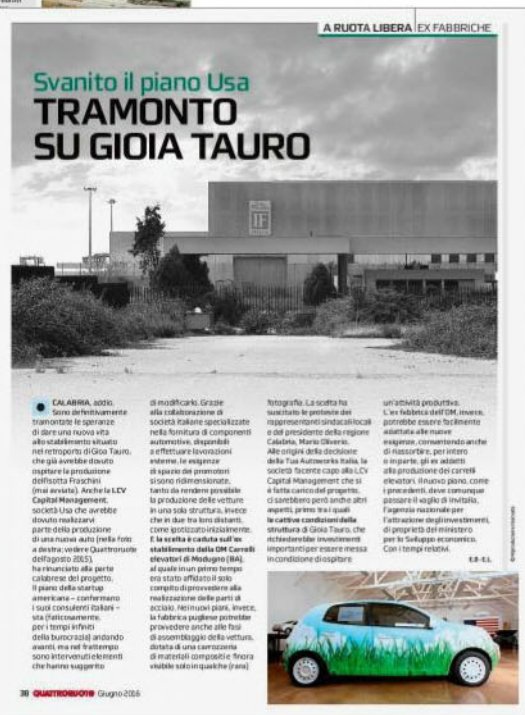 A RUOTA LIBERA EX FABBRICHE
Svanito il piano Usa
TRAMONTO
SU GIOIA TAURO
IF
CALABRIA, addio.
Sono definitivamente
tramontate le speranze
di dare una nuova vita
allo stabilimento situato
nel retroporto di Gioa Tauro,
che già avrebbe dovuto
ospitare la produzione
dell'Isotta Fraschini
(mai avviata). Anche la LCV
Capital Management,
società Usa che avrebbe
dovuto realizzarvi
parte della produzione
di una nuova auto (nella foto
a destra; vedere Quattroruote
dell'agosto 2015),
ha rinunciato alla parte
calabrese del progetto.
Il piano della startup
americana – confermano
i suoi consulenti italiani –
sta (faticosamente,
per i tempi infiniti
della burocrazia) andando
avanti, ma nel frattempo
sono intervenuti elementi
che hanno suggerito
di modificarlo. Grazie
alla collaborazione di
società italiane specializzate
nella fornitura di componenti
automotive, disponibili
a effettuare lavorazioni
esterne, le esigenze
di spazio dei promotori
si sono ridimensionate,
tanto da rendere possibile
la produzione delle vetture
in una sola struttura, invece
che in due tra loro distanti,
come ipotizzato inizialmente.
E la scelta è caduta sull'ex
stabilimento della OM Carrelli
elevatori di Modugno (BA),
al quale in un primo tempo
era stato affidato il solo
compito di provvedere alla
realizzazione delle parti di
acciaio. Nei nuovi piani, invece,
la fabbrica pugliese potrebbe
provvedere anche alle fasi
di assemblaggio della vettura,
dotata di una carrozzeria
di materiali compositi e finora
visibile solo in qualche (rara)
fotografia. La scelta ha
suscitato le proteste dei
rappresentanti sindacali locali
e del presidente della regione
Calabria, Mario Oliverio.
Alle origini della decisione
della Tua Autoworks Italia, la
società facente capo alla LCV
Capital Management che si
è fatta carico del progetto,
ci sarebbero però anche altri
aspetti, primo tra i quali
le cattive condizioni della
struttura di Gioia Tauro, che
richiederebbe investimenti
importanti per essere messa
in condizione di ospitare
un'attività produttiva.
L'ex fabbrica dell'OM, invece,
potrebbe essere facilmente
adattata alle nuove
esigenze, consentendo anche
di riassorbire, per intero
o in parte, gli ex addetti
alla produzione dei carrelli
elevatori. Il nuovo piano, come
i precedenti, deve comunque
passare il vaglio di Invitalia,
l'agenzia nazionale per
l'attrazione degli investimenti,
di proprietà del ministero
per lo Sviluppo economico.
Con i tempi relativi.
38 QUATTRORUOTE Giugno 2016